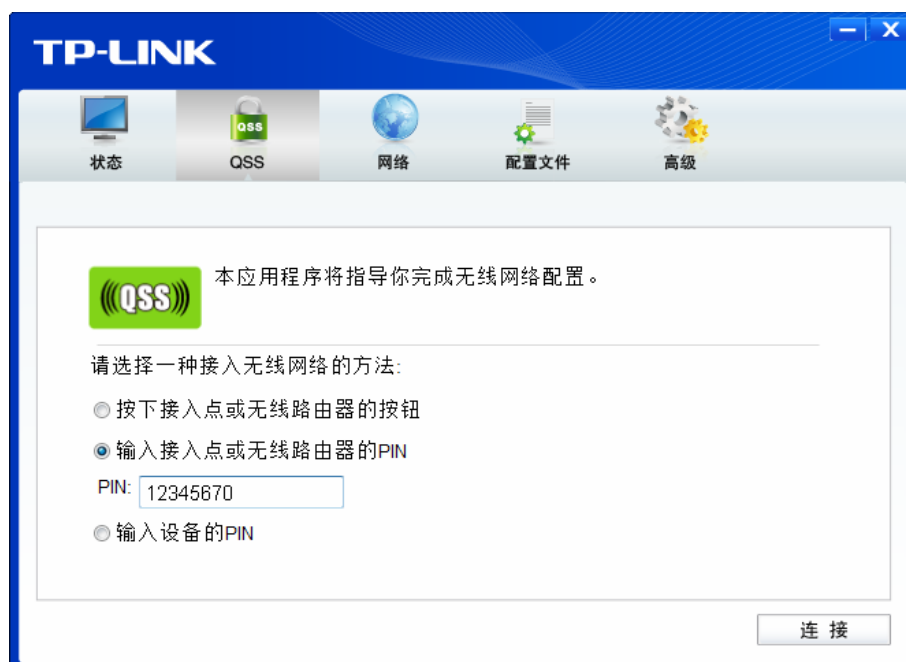 TP-LINK
QSS
状态
QSS
网络
配置文件
高级
QSS
本应用程序将指导你完成无线网络配置。
请选择一种接入无线网络的方法:
按下接入点或无线路由器的按钮
输入接入点或无线路由器的PIN
PIN: 12345670
输入设备的PIN
连 接